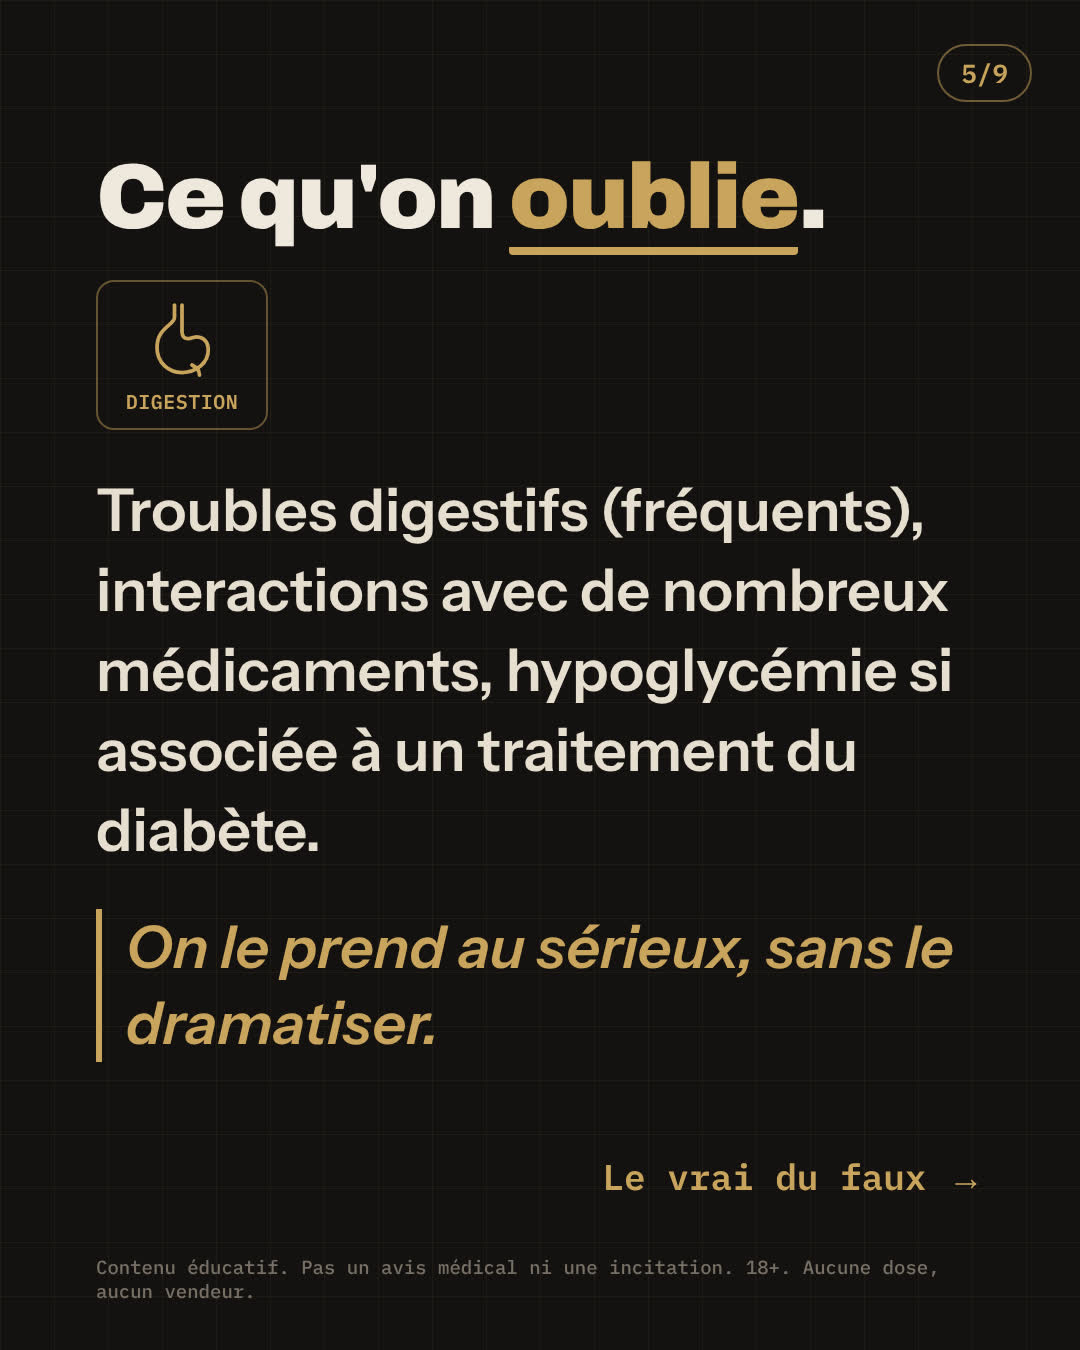 5/9
Ce qu'on oublie.
DIGESTION
Troubles digestifs (fréquents),
interactions avec de nombreux
médicaments, hypoglycémie si
associée à un traitement du
diabète.
On le prend au sérieux, sans le
dramatiser.
Le vrai du faux →
Contenu éducatif. Pas un avis médical ni une incitation. 18+. Aucune dose,
aucun vendeur.